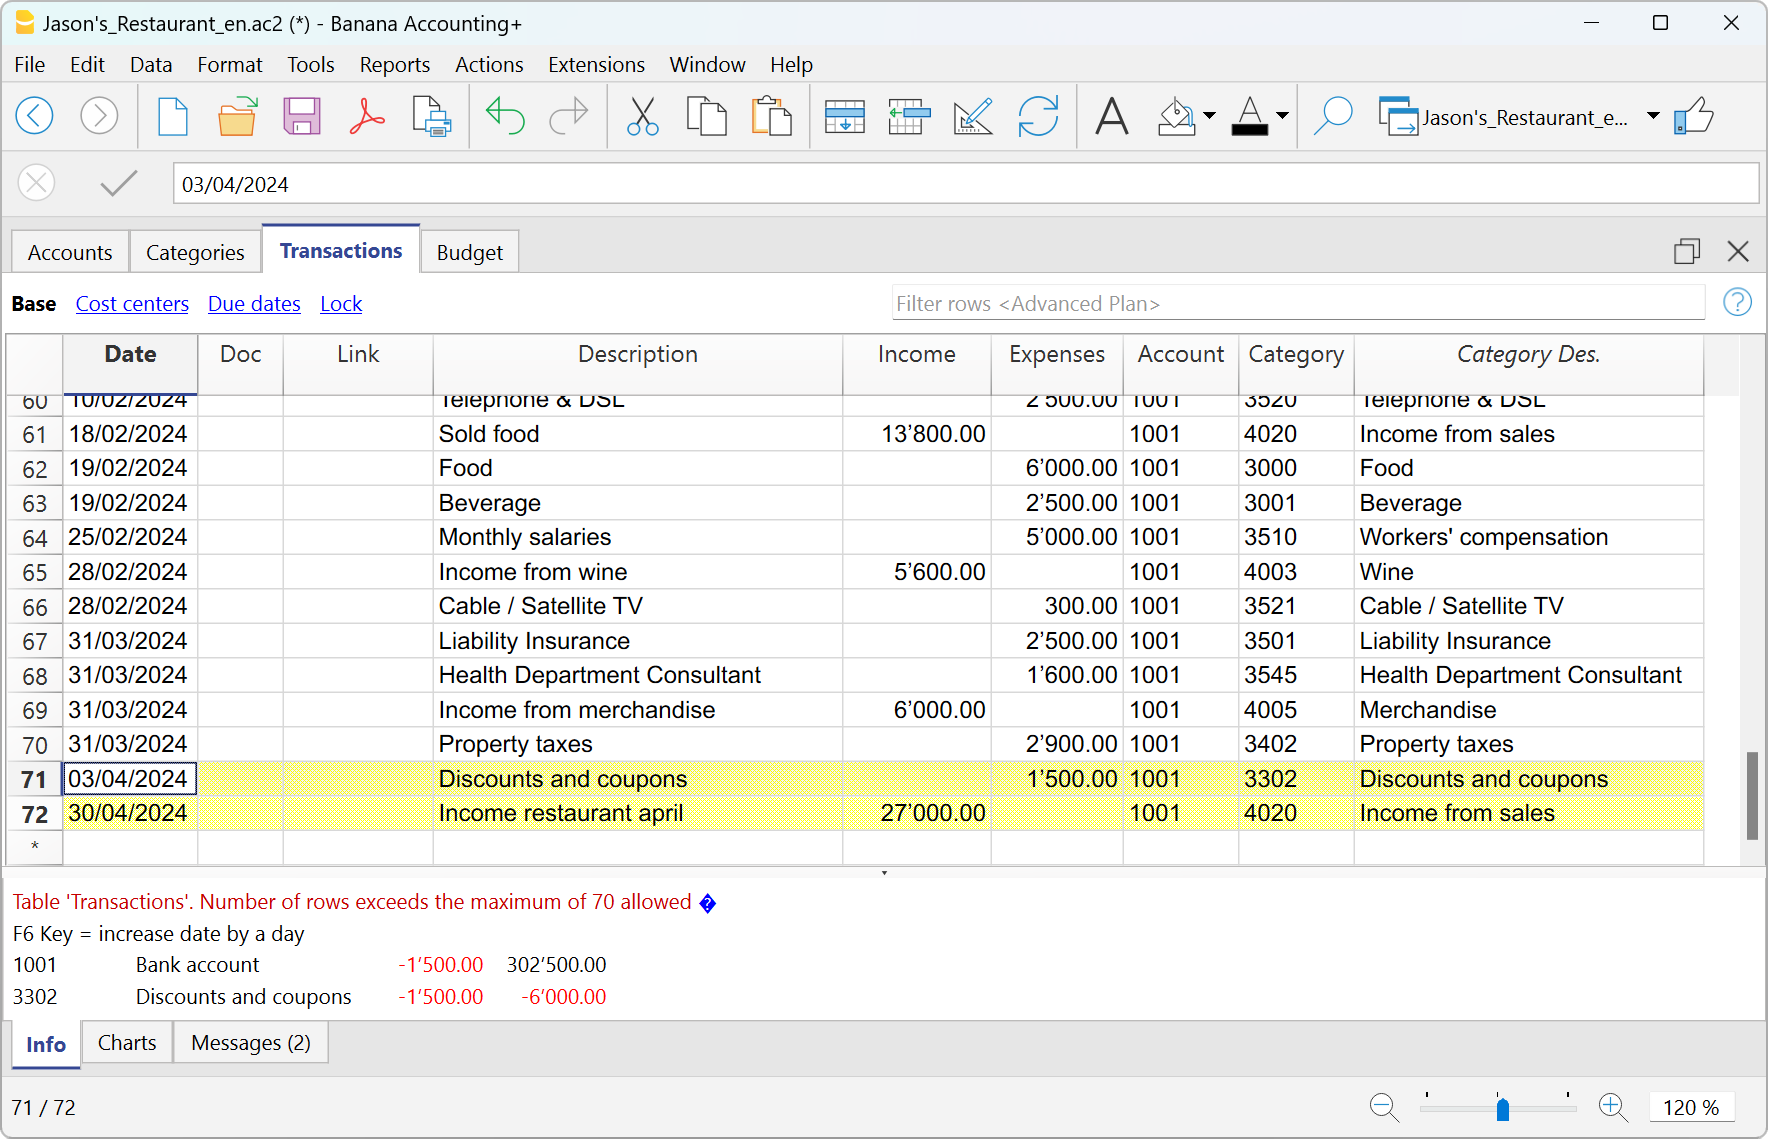 Jason's_Restaurant_en.ac2 (*) - Banana Accounting+
File Edit Data Format Tools Reports Actions Extensions Window Help
Jason's_Restaurant_e...
03/04/2024
Accounts Categories Transactions Budget
Base Cost centers Due dates Lock Filter rows <Advanced Plan>
Date Doc Link Description Income Expenses Account Category Category Des.
60 10/02/2024 Telephone & DSL 2’500.00 1001 3520 Telephone & DSL
61 18/02/2024 Sold food 13’800.00 1001 4020 Income from sales
62 19/02/2024 Food 6’000.00 1001 3000 Food
63 19/02/2024 Beverage 2’500.00 1001 3001 Beverage
64 25/02/2024 Monthly salaries 5’000.00 1001 3510 Workers' compensation
65 28/02/2024 Income from wine 5’600.00 1001 4003 Wine
66 28/02/2024 Cable / Satellite TV 300.00 1001 3521 Cable / Satellite TV
67 31/03/2024 Liability Insurance 2’500.00 1001 3501 Liability Insurance
68 31/03/2024 Health Department Consultant 1’600.00 1001 3545 Health Department Consultant
69 31/03/2024 Income from merchandise 6’000.00 1001 4005 Merchandise
70 31/03/2024 Property taxes 2’900.00 1001 3402 Property taxes
71 03/04/2024 Discounts and coupons 1’500.00 1001 3302 Discounts and coupons
72 30/04/2024 Income restaurant april 27’000.00 1001 4020 Income from sales
*
Table 'Transactions'. Number of rows exceeds the maximum of 70 allowed
F6 Key = increase date by a day
1001 Bank account -1’500.00 302’500.00
3302 Discounts and coupons -1’500.00 -6’000.00
Info Charts Messages (2)
71 / 72 120 %